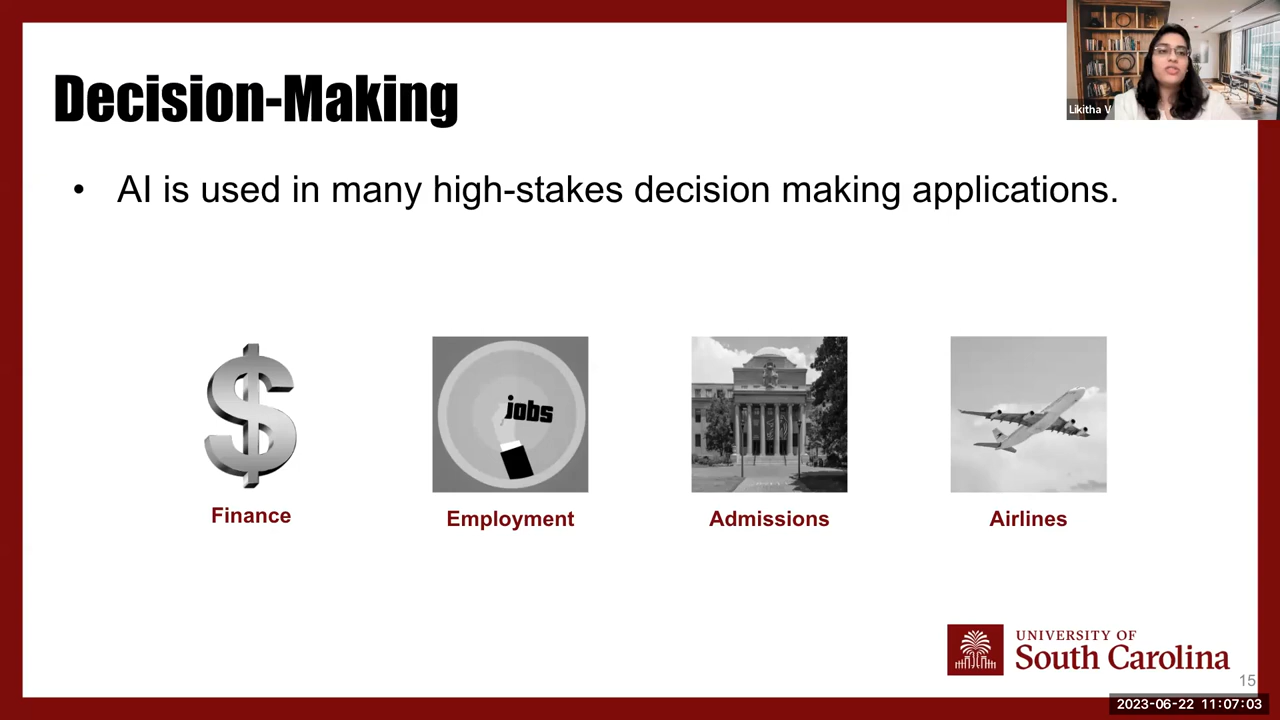 Decision-Making
Likitha V
• AI is used in many high-stakes decision making applications.
jobs
Finance
Employment
Admissions
Airlines
UNIVERSITY OF
South Carolina
15
2023-06-22 11:07:03